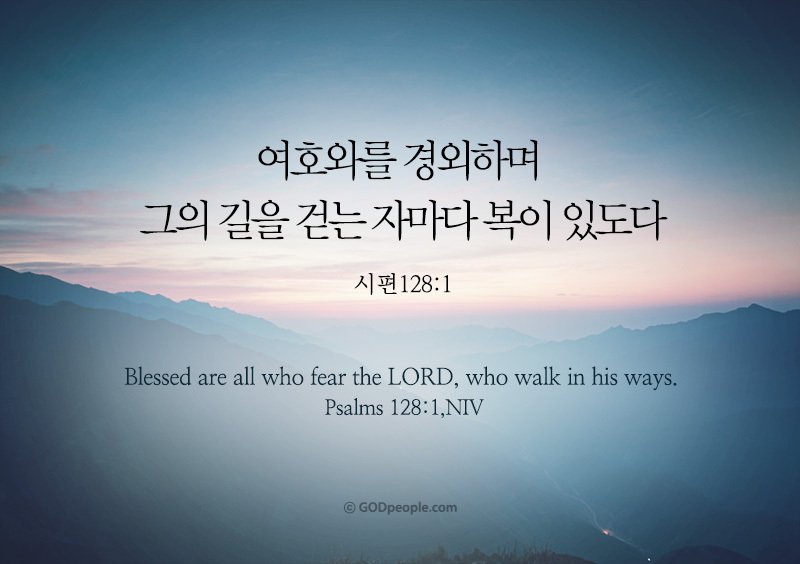 여호와를 경외하며
그의 길을 걷는 자마다 복이 있도다
시편128:1
Blessed are all who fear the LORD, who walk in his ways.
Psalms 128:1,NIV
© GODpeople.com